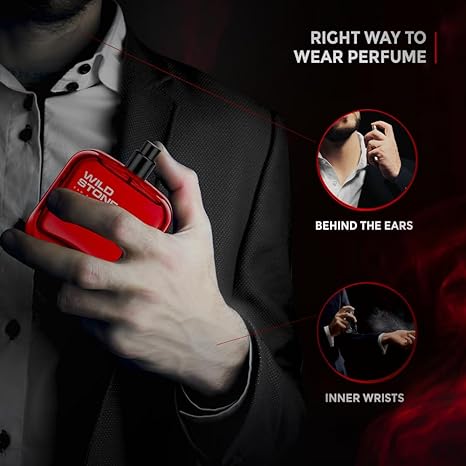 RIGHT WAY TO
WEAR PERFUME
WILD
STONE
BEHIND THE EARS
INNER WRISTS